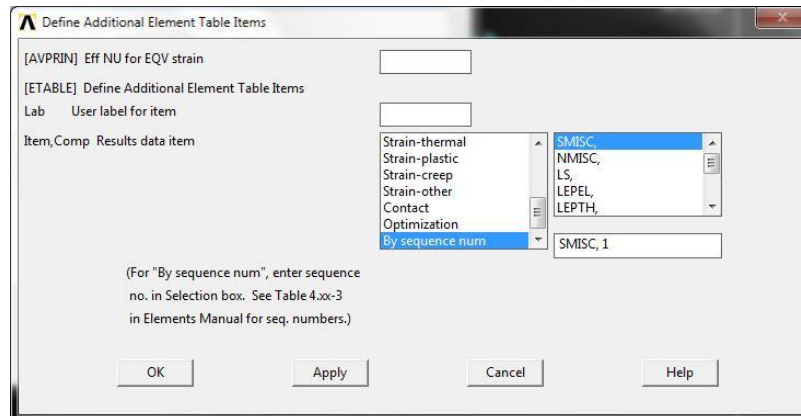 Define Additional Element Table Items
[AVPRIN] Eff NU for EQV strain
[ETABLE] Define Additional Element Table Items
Lab User label for item
Item,Comp Results data item
Strain-thermal
Strain-plastic
Strain-creep
Strain-other
Contact
Optimization
By sequence num
SMISC,
NMISC,
LS,
LEPEL,
LEPTH,
SMISC, 1
(For "By sequence num", enter sequence
no. in Selection box. See Table 4.xx-3
in Elements Manual for seq. numbers.)
OK Apply Cancel Help